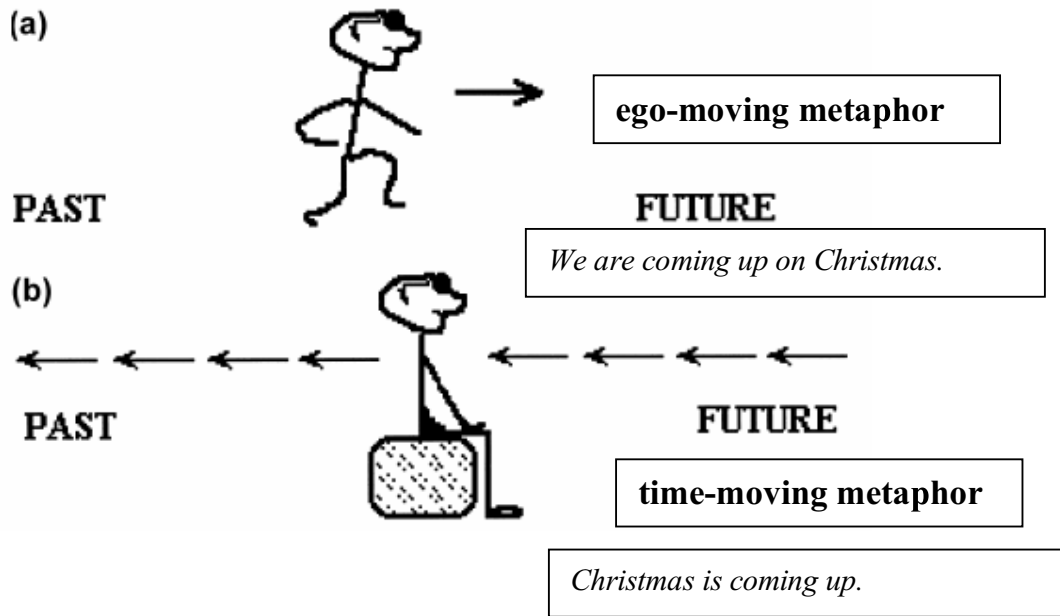 (a)
ego-moving metaphor
PAST
FUTURE
We are coming up on Christmas.
(b)
PAST
FUTURE
time-moving metaphor
Christmas is coming up.